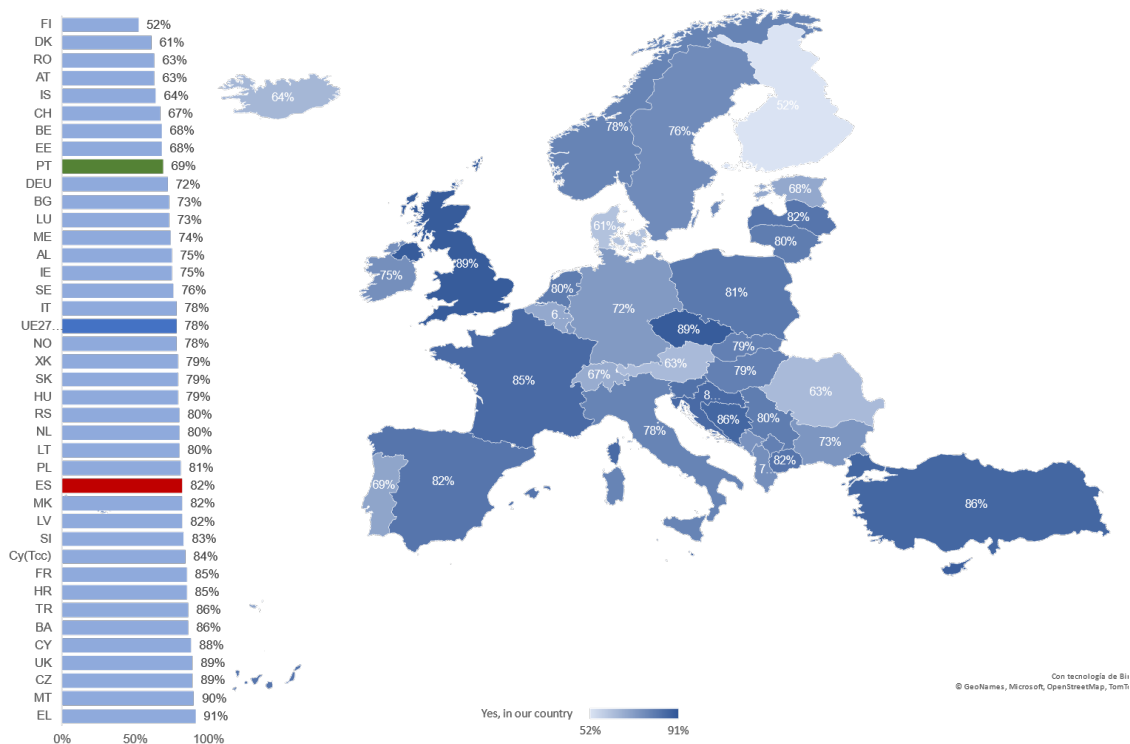 FI 52%
DK 61%
RO 63%
AT 63%
IS 64%
CH 67%
BE 68%
EE 68%
PT 69%
DEU 72%
BG 73%
LU 73%
ME 74%
AL 75%
IE 75%
SE 76%
IT 78%
UE27... 78%
NO 78%
XK 79%
SK 79%
HU 79%
RS 80%
NL 80%
LT 80%
PL 81%
ES 82%
MK 82%
LV 82%
SI 83%
Cy(Tcc) 84%
FR 85%
HR 85%
TR 86%
BA 86%
CY 88%
UK 89%
CZ 89%
MT 90%
EL 91%
0% 50% 100%
64%
52%
78%
76%
68%
61%
82%
80%
89%
75%
80%
81%
6...
72%
89%
79%
63%
79%
67%
85%
63%
8...
86%
80%
78%
73%
82%
7...
82%
69%
86%
Yes, in our country
52% 91%
Con tecnología de Bi
© GeoNames, Microsoft, OpenStreetMap, TomT